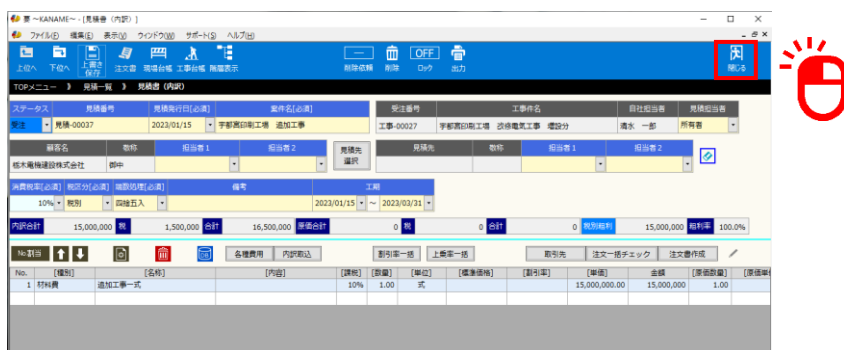 要 ～KANAME～ - [見積書（内訳）]
ファイル(F) 編集(E) 表示(V) ウィンドウ(W) サポート(S) ヘルプ(H)
上位へ 下位へ 上書き保存 注文書 現場台帳 工事台帳 階層表示 削除依頼 削除 OFF ロック 出力 閉じる
TOPメニュー 》 見積一覧 》 見積書（内訳）
ステータス 見積番号 見積発行日[必須] 案件名[必須] 受注番号 工事件名 自社担当者 見積担当者
受注 見積-00037 2023/01/15 宇都宮印刷工場 追加工事 工事-00027 宇都宮印刷工場 改修電気工事 増設分 清水 一郎 所有者
顧客名 敬称 担当者1 担当者2 見積先選択 見積先 敬称 担当者1 担当者2
栃木電機建設株式会社 御中
消費税率[必須] 税区分[必須] 端数処理[必須] 備考 工期
10% 税別 四捨五入 2023/01/15 ～ 2023/03/31
内訳合計 15,000,000 税 1,500,000 合計 16,500,000 原価合計 0 税 0 合計 0 税別粗利 15,000,000 粗利率 100.0%
No割当 各種費用 内訳取込 割引率一括 上乗率一括 取引先 注文一括チェック 注文書作成
No. [種別] [名称] [内容] [課税] [数量] [単位] [標準価格] [割引率] [単価] 金額 [原価数量] [原価単
1 材料費 追加工事一式 10% 1.00 式 15,000,000.00 15,000,000 1.00